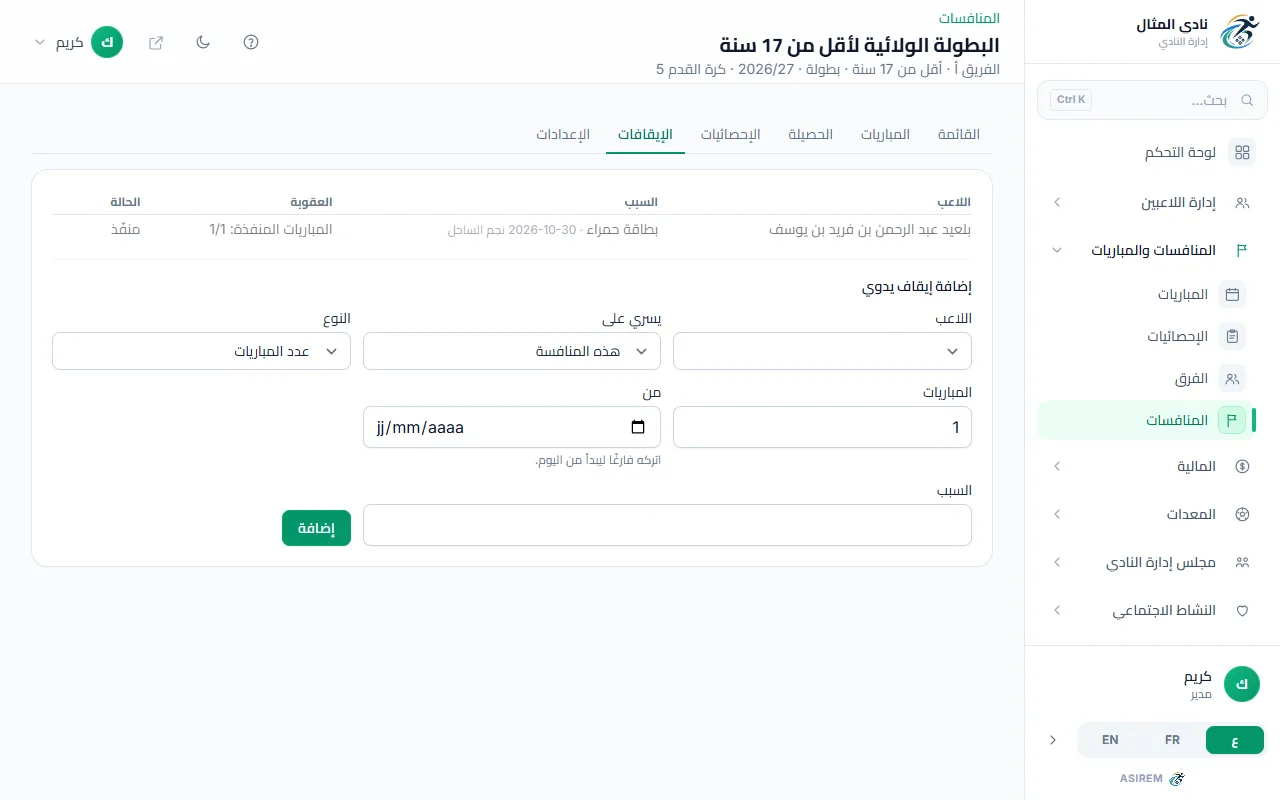 نادي المثال
إدارة النادي
بحث...
Ctrl K
لوحة التحكم
إدارة اللاعبين
المنافسات والمباريات
المباريات
الإحصائيات
الفرق
المنافسات
المالية
المعدات
مجلس إدارة النادي
النشاط الاجتماعي
ك
كريم
مدير
ع
FR
EN
ASIREM
المنافسات
البطولة الولائية لأقل من 17 سنة
الفريق أ · أقل من 17 سنة · بطولة · 2026/27 · كرة القدم 5
ك
كريم
القائمة
المباريات
الحصيلة
الإحصائيات
الإيقافات
الإعدادات
اللاعب
السبب
العقوبة
الحالة
بلعيد عبد الرحمن بن فريد بن يوسف
بطاقة حمراء · 30-10-2026 نجم الساحل
المباريات المنفذة: 1/1
منفّذ
إضافة إيقاف يدوي
اللاعب
يسري على
هذه المنافسة
النوع
عدد المباريات
المباريات
1
من
jj/mm/aaaa
اتركه فارغًا ليبدأ من اليوم.
السبب
إضافة